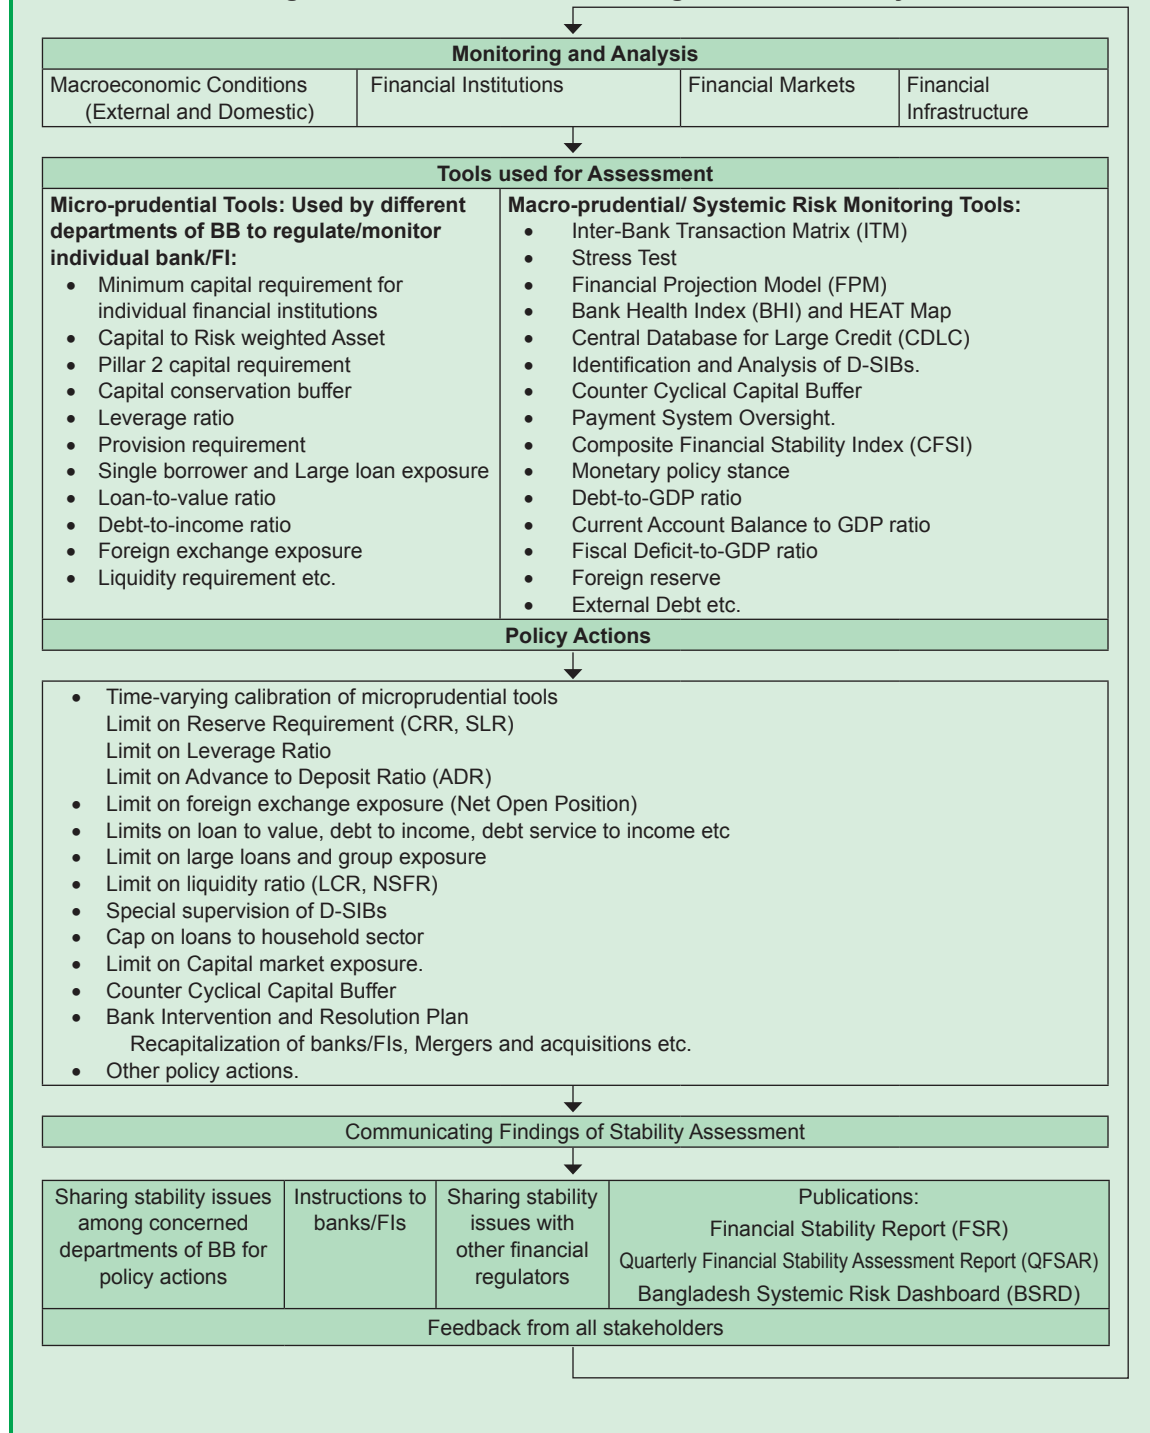 Monitoring and Analysis
Macroeconomic Conditions
(External and Domestic)
Financial Institutions
Financial Markets
Financial
Infrastructure
Tools used for Assessment
Micro-prudential Tools: Used by different
departments of BB to regulate/monitor
individual bank/FI:
• Minimum capital requirement for
individual financial institutions
• Capital to Risk weighted Asset
• Pillar 2 capital requirement
• Capital conservation buffer
• Leverage ratio
• Provision requirement
• Single borrower and Large loan exposure
• Loan-to-value ratio
• Debt-to-income ratio
• Foreign exchange exposure
• Liquidity requirement etc.
Macro-prudential/ Systemic Risk Monitoring Tools:
• Inter-Bank Transaction Matrix (ITM)
• Stress Test
• Financial Projection Model (FPM)
• Bank Health Index (BHI) and HEAT Map
• Central Database for Large Credit (CDLC)
• Identification and Analysis of D-SIBs.
• Counter Cyclical Capital Buffer
• Payment System Oversight.
• Composite Financial Stability Index (CFSI)
• Monetary policy stance
• Debt-to-GDP ratio
• Current Account Balance to GDP ratio
• Fiscal Deficit-to-GDP ratio
• Foreign reserve
• External Debt etc.
Policy Actions
• Time-varying calibration of microprudential tools
Limit on Reserve Requirement (CRR, SLR)
Limit on Leverage Ratio
Limit on Advance to Deposit Ratio (ADR)
• Limit on foreign exchange exposure (Net Open Position)
• Limits on loan to value, debt to income, debt service to income etc
• Limit on large loans and group exposure
• Limit on liquidity ratio (LCR, NSFR)
• Special supervision of D-SIBs
• Cap on loans to household sector
• Limit on Capital market exposure.
• Counter Cyclical Capital Buffer
• Bank Intervention and Resolution Plan
Recapitalization of banks/FIs, Mergers and acquisitions etc.
• Other policy actions.
Communicating Findings of Stability Assessment
Sharing stability issues
among concerned
departments of BB for
policy actions
Instructions to
banks/FIs
Sharing stability
issues with
other financial
regulators
Publications:
Financial Stability Report (FSR)
Quarterly Financial Stability Assessment Report (QFSAR)
Bangladesh Systemic Risk Dashboard (BSRD)
Feedback from all stakeholders